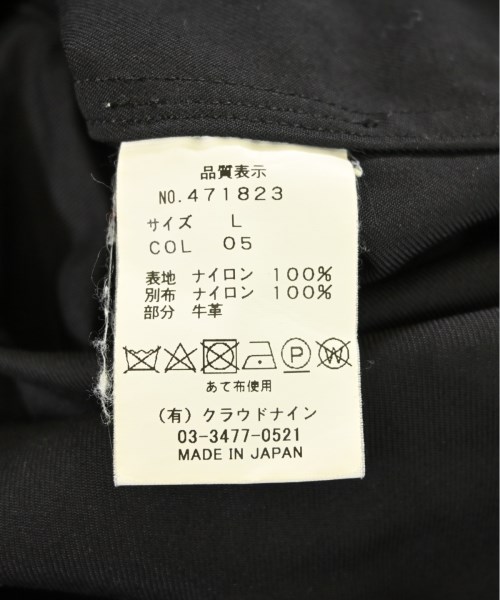 品質表示
NO.471823
サイズ L
COL 05
表地 ナイロン 100%
別布 ナイロン 100%
部分 牛革
P W
あて布使用
(有) クラウドナイン
03-3477-0521
MADE IN JAPAN